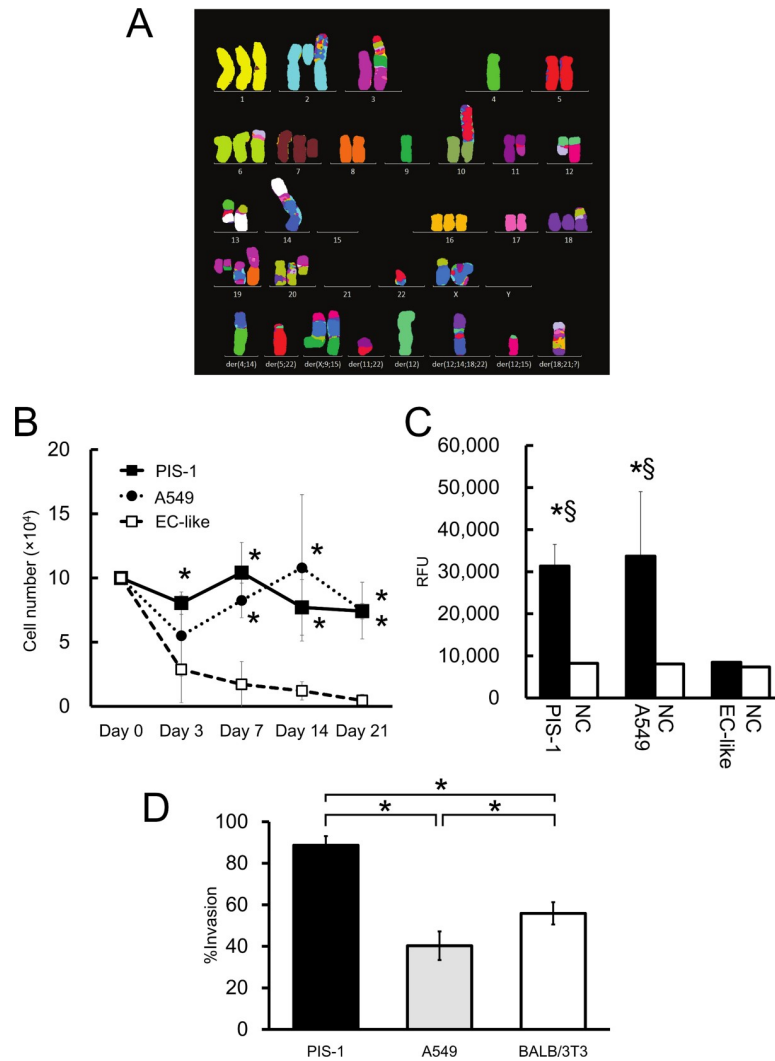 A
1 2 3 4 5
6 7 8 9 10 11 12
13 14 15 16 17 18
19 20 21 22 X Y
der(4;14) der(5;22) der(X;9;15) der(11;22) der(12) der(12;14;18;22) der(12;15) der(18;21;?)
B
20
15
10
5
0
Cell number (×10⁴)
PIS-1
A549
EC-like
*
*
*
*
*
*
*
Day 0 Day 3 Day 7 Day 14 Day 21
C
60,000
50,000
40,000
30,000
20,000
10,000
0
RFU
*§
*§
PIS-1
NC
A549
NC
EC-like
NC
D
100
80
60
40
20
0
%Invasion
*
* *
PIS-1 A549 BALB/3T3